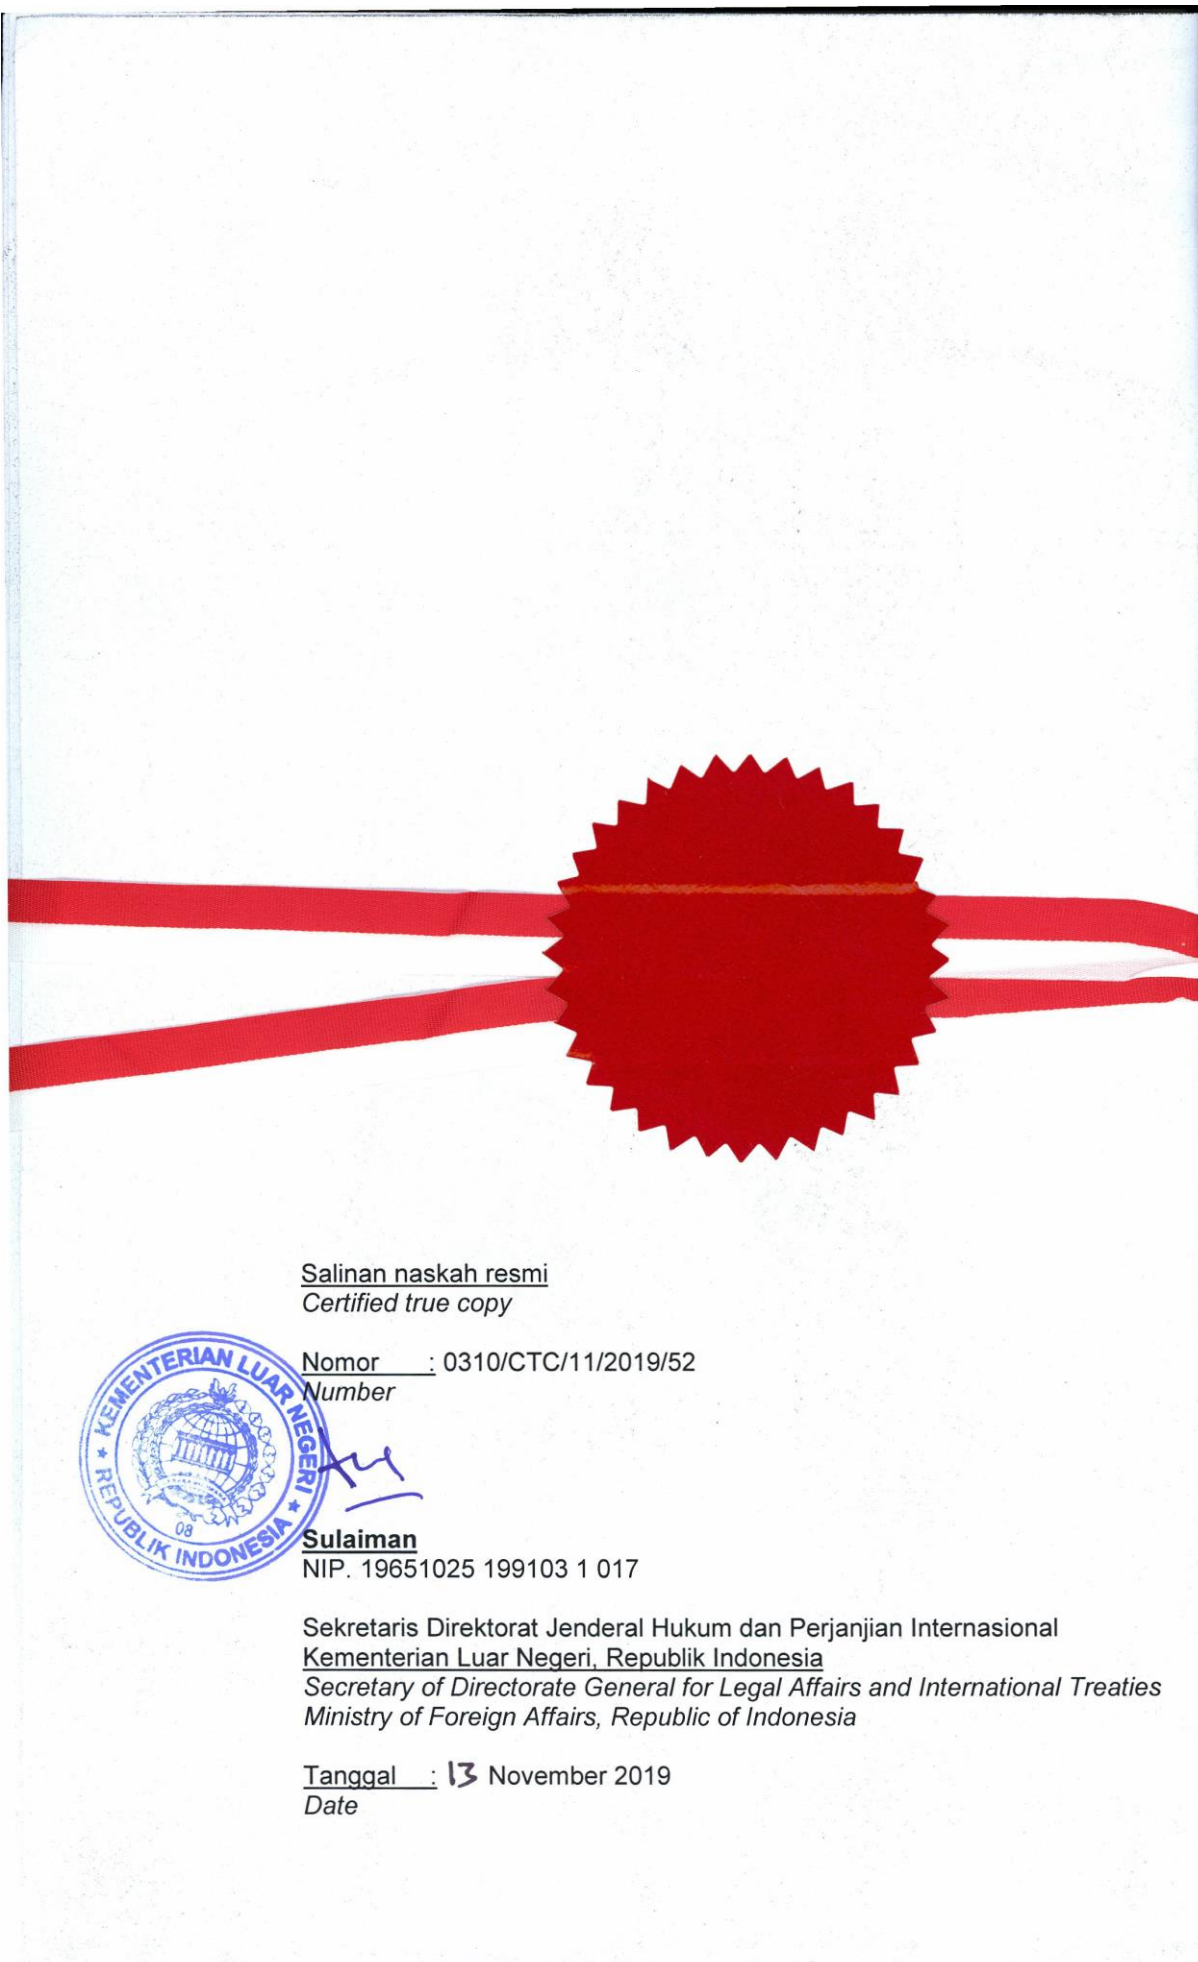 Salinan naskah resmi
Certified true copy
Nomor : 0310/CTC/11/2019/52
Number
KEMENTERIAN LUAR NEGERI
★ REPUBLIK INDONESIA ★
08
Sulaiman
NIP. 19651025 199103 1 017
Sekretaris Direktorat Jenderal Hukum dan Perjanjian Internasional
Kementerian Luar Negeri, Republik Indonesia
Secretary of Directorate General for Legal Affairs and International Treaties
Ministry of Foreign Affairs, Republic of Indonesia
Tanggal : 13 November 2019
Date